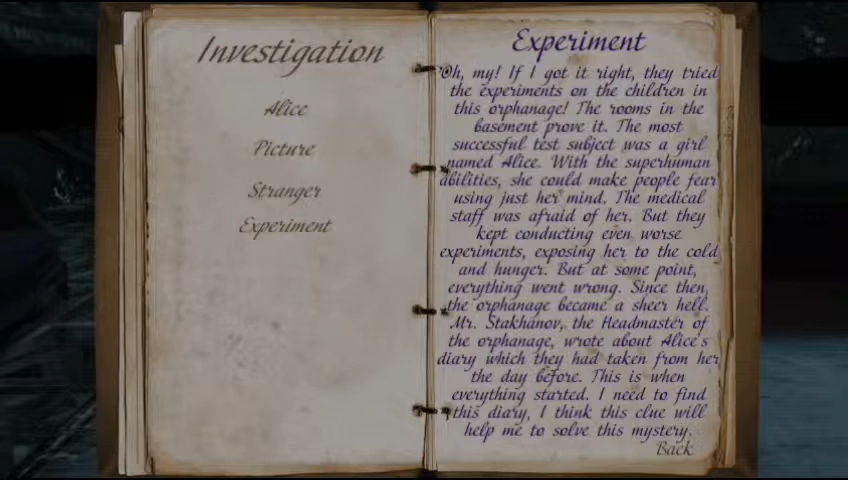 Investigation
Alice
Picture
Stranger
Experiment
Experiment
Oh, my! If I got it right, they tried
the experiments on the children in
this orphanage! The rooms in the
basement prove it. The most
successful test subject was a girl
named Alice. With the superhuman
abilities, she could make people fear
using just her mind. The medical
staff was afraid of her. But they
kept conducting even worse
experiments, exposing her to the cold
and hunger. But at some point,
everything went wrong. Since then,
the orphanage became a sheer hell.
Mr. Stakhanov, the Headmaster of
the orphanage, wrote about Alice's
diary which they had taken from her
the day before. This is when
everything started. I need to find
this diary, I think this clue will
help me to solve this mystery.
Back